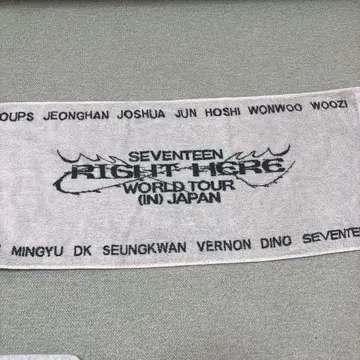 OUPS JEONGHAN JOSHUA JUN HOSHI WONWOO WOOZI
SEVENTEEN
RIGHT HERE
WORLD TOUR
(IN) JAPAN
MINGYU DK SEUNGKWAN VERNON DINO SEVENTE